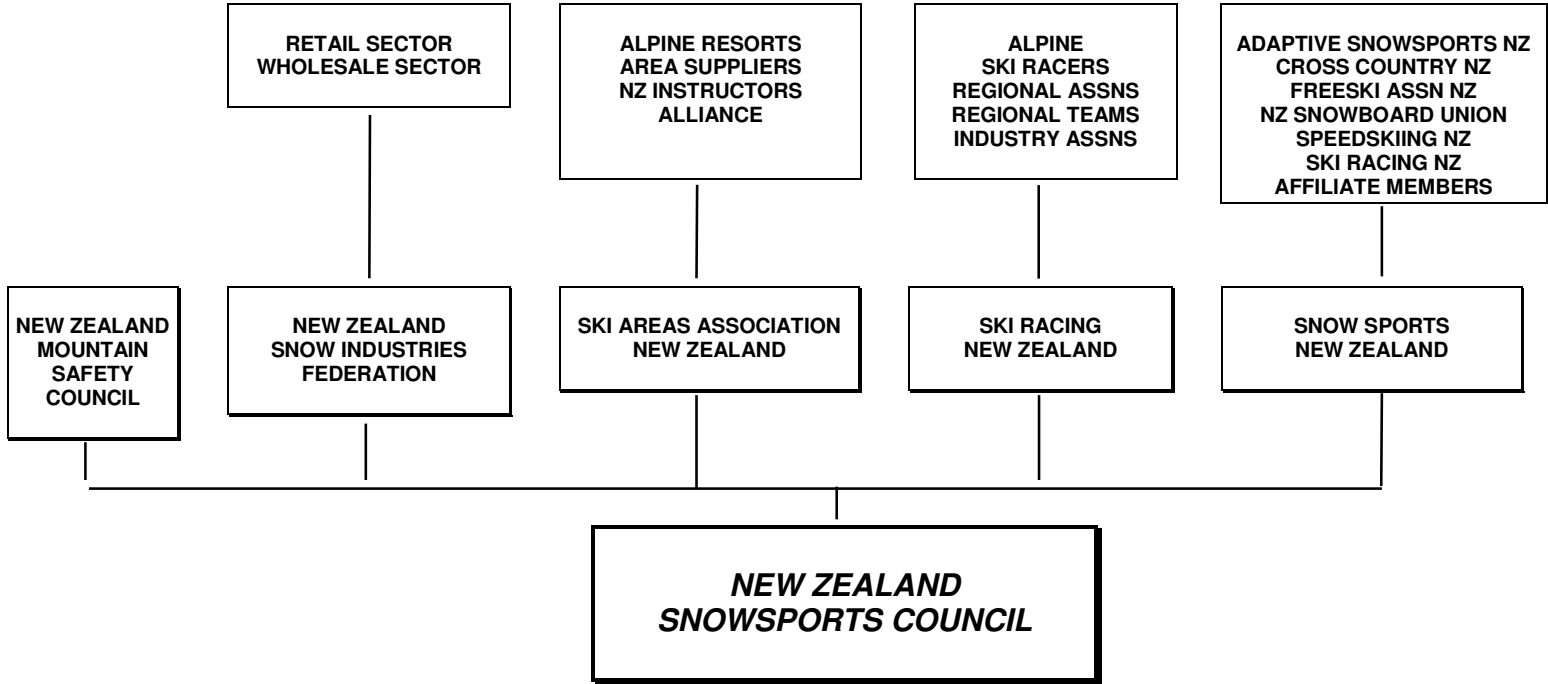 RETAIL SECTOR
WHOLESALE SECTOR
ALPINE RESORTS
AREA SUPPLIERS
NZ INSTRUCTORS
ALLIANCE
ALPINE
SKI RACERS
REGIONAL ASSNS
REGIONAL TEAMS
INDUSTRY ASSNS
ADAPTIVE SNOWSPORTS NZ
CROSS COUNTRY NZ
FREESKI ASSN NZ
NZ SNOWBOARD UNION
SPEEDSKIING NZ
SKI RACING NZ
AFFILIATE MEMBERS
NEW ZEALAND
MOUNTAIN
SAFETY
COUNCIL
NEW ZEALAND
SNOW INDUSTRIES
FEDERATION
SKI AREAS ASSOCIATION
NEW ZEALAND
SKI RACING
NEW ZEALAND
SNOW SPORTS
NEW ZEALAND
NEW ZEALAND
SNOWSPORTS COUNCIL